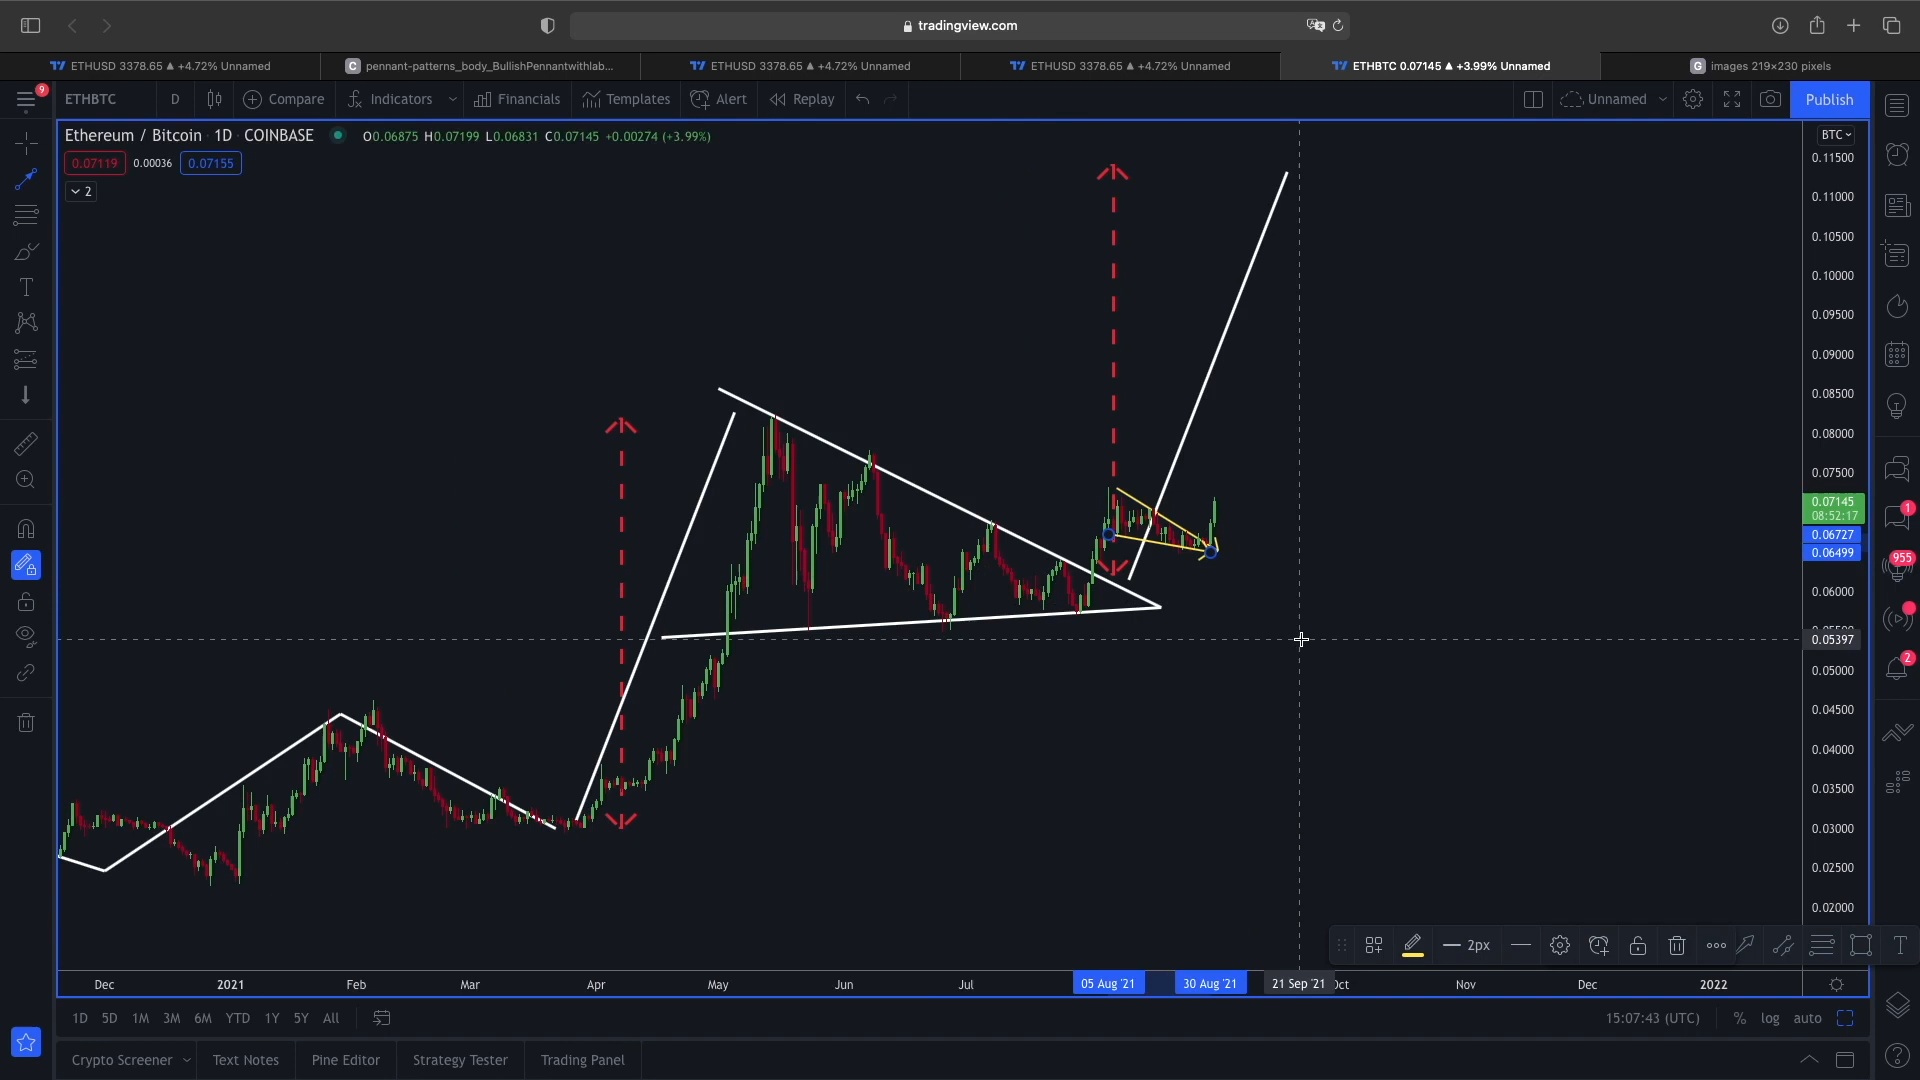 tradingview.com
ETHUSD 3378.65 ▲ +4.72% Unnamed
C pennant-patterns_body_BullishPennantwithlab...
ETHUSD 3378.65 ▲ +4.72% Unnamed
ETHUSD 3378.65 ▲ +4.72% Unnamed
ETHBTC 0.07145 ▲ +3.99% Unnamed
G images 219×230 pixels
9
ETHBTC
D
Compare
Indicators
Financials
Templates
Alert
Replay
Unnamed
Publish
Ethereum / Bitcoin 1D COINBASE
O0.06875 H0.07199 L0.06831 C0.07145 +0.00274 (+3.99%)
0.07119
0.00036
0.07155
2
BTC
0.11500
0.11000
0.10500
0.10000
0.09500
0.09000
0.08500
0.08000
0.07500
0.07145
08:52:17
0.06727
0.06499
0.06000
0.05397
0.05000
0.04500
0.04000
0.03500
0.03000
0.02500
0.02000
1
955
2
2px
T
Dec
2021
Feb
Mar
Apr
May
Jun
Jul
05 Aug '21
30 Aug '21
21 Sep '21
Oct
Nov
Dec
2022
1D 5D 1M 3M 6M YTD 1Y 5Y All
15:07:43 (UTC)
% log auto
Crypto Screener
Text Notes
Pine Editor
Strategy Tester
Trading Panel